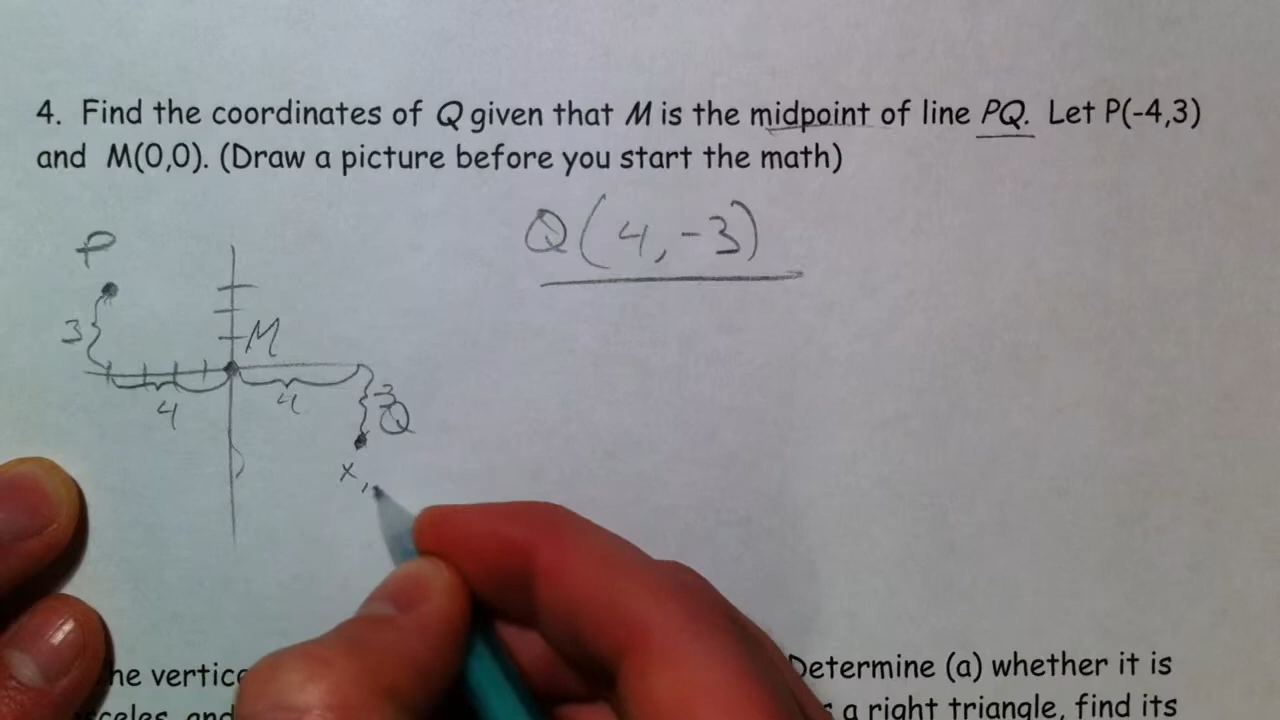 4. Find the coordinates of Q given that M is the midpoint of line PQ. Let P(-4,3)
and M(0,0). (Draw a picture before you start the math)
Q(4,-3)
P
3
M
4
4
3
Q
x,
he vertic
Determine (a) whether it is
sceles, and
a right triangle, find its